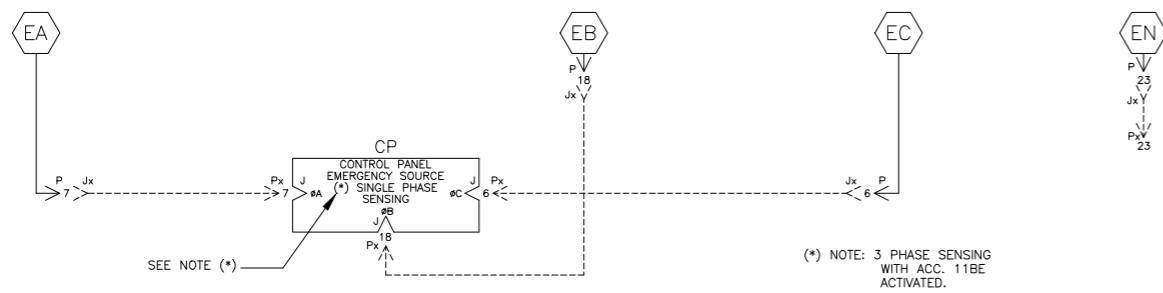 EA
EB
EC
EN
P
18
Jx
P
23
Jx
Px
23
CP
CONTROL PANEL
EMERGENCY SOURCE
(*) SINGLE PHASE
SENSING
P
7
Jx
Px
7
J
øA
øB
J
18
Px
øC
J
6
Px
Jx
6
P
SEE NOTE (*)
(*) NOTE: 3 PHASE SENSING
WITH ACC. 11BE
ACTIVATED.